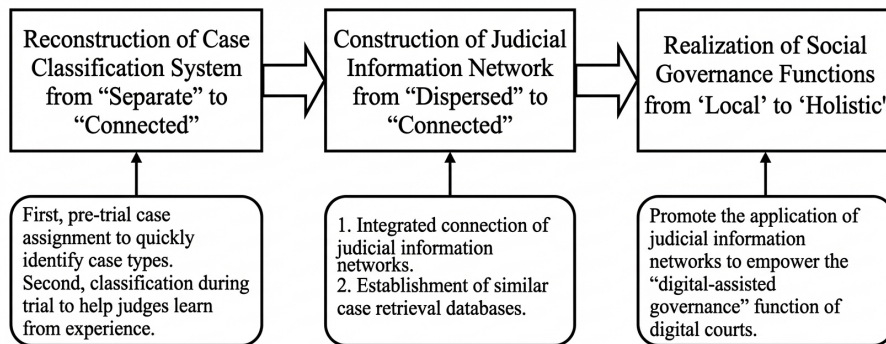 Reconstruction of Case
Classification System
from “Separate” to
“Connected”
Construction of Judicial
Information Network
from “Dispersed” to
“Connected”
Realization of Social
Governance Functions
from ‘Local’ to ‘Holistic'
First, pre-trial case
assignment to quickly
identify case types.
Second, classification during
trial to help judges learn
from experience.
1. Integrated connection of
judicial information
networks.
2. Establishment of similar
case retrieval databases.
Promote the application of
judicial information
networks to empower the
“digital-assisted
governance” function of
digital courts.